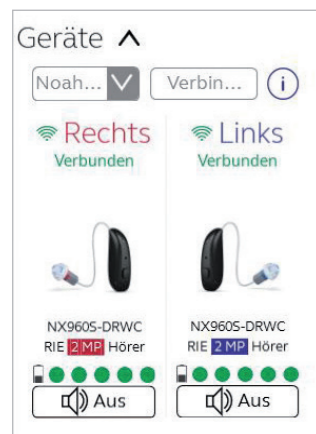 Geräte
Noah... Verbin... i
Rechts Links
Verbunden Verbunden
NX960S-DRWC NX960S-DRWC
RIE 2 MP Hörer RIE 2 MP Hörer
Aus Aus